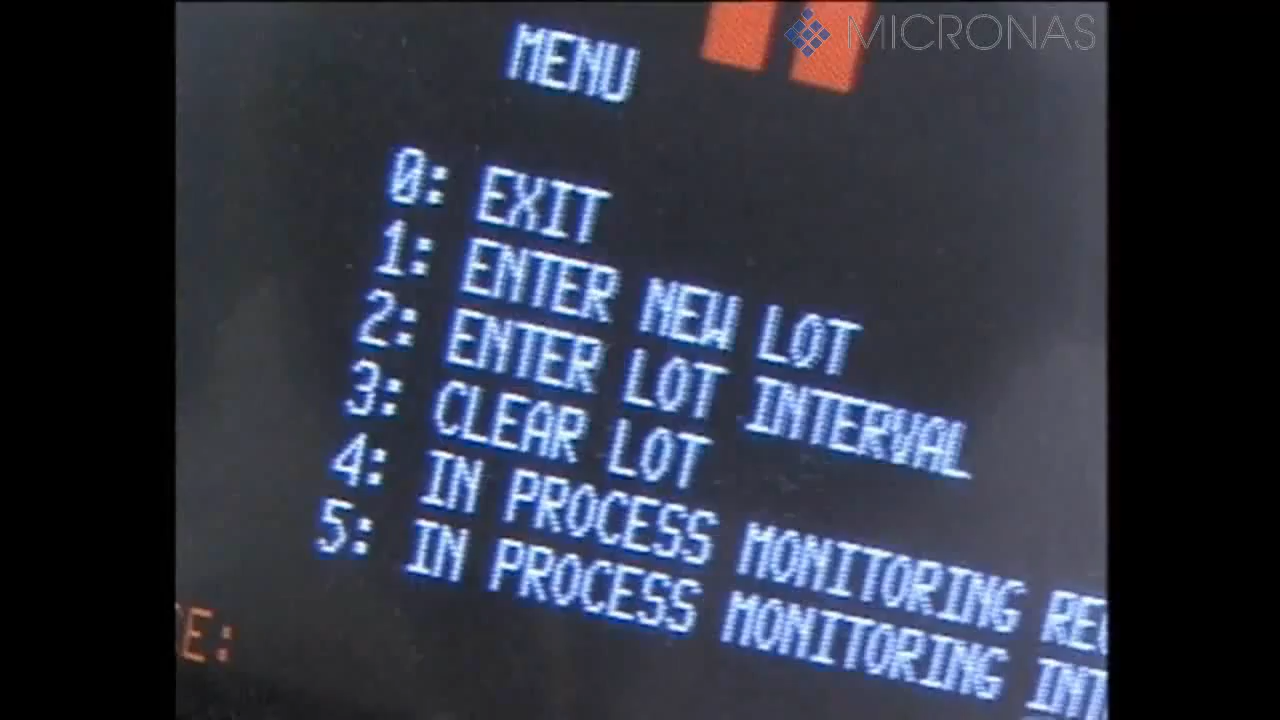 MICRONAS
MENU
0: EXIT
1: ENTER NEW LOT
2: ENTER LOT INTERVAL
3: CLEAR LOT
4: IN PROCESS MONITORING
5: IN PROCESS MONITORING